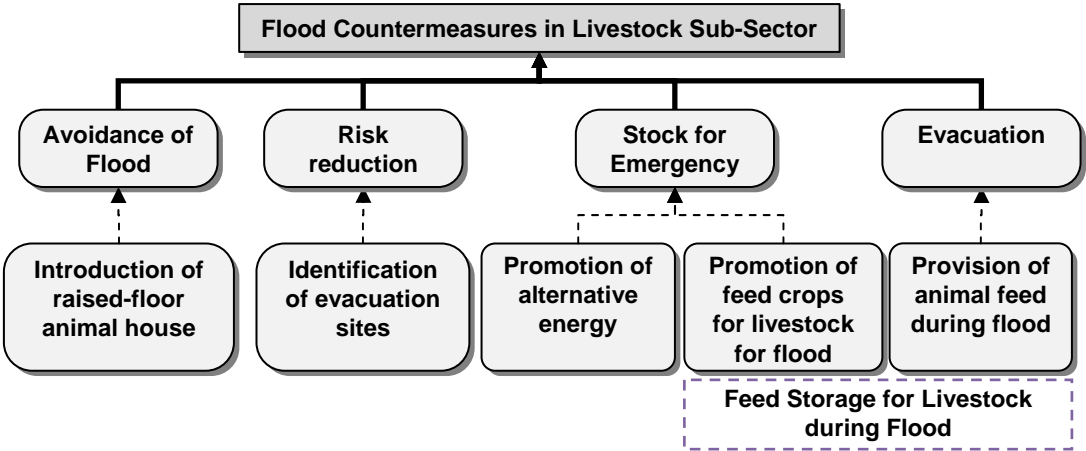 Flood Countermeasures in Livestock Sub-Sector
Avoidance of
Flood
Risk
reduction
Stock for
Emergency
Evacuation
Introduction of
raised-floor
animal house
Identification
of evacuation
sites
Promotion of
alternative
energy
Promotion of
feed crops
for livestock
for flood
Provision of
animal feed
during flood
Feed Storage for Livestock
during Flood